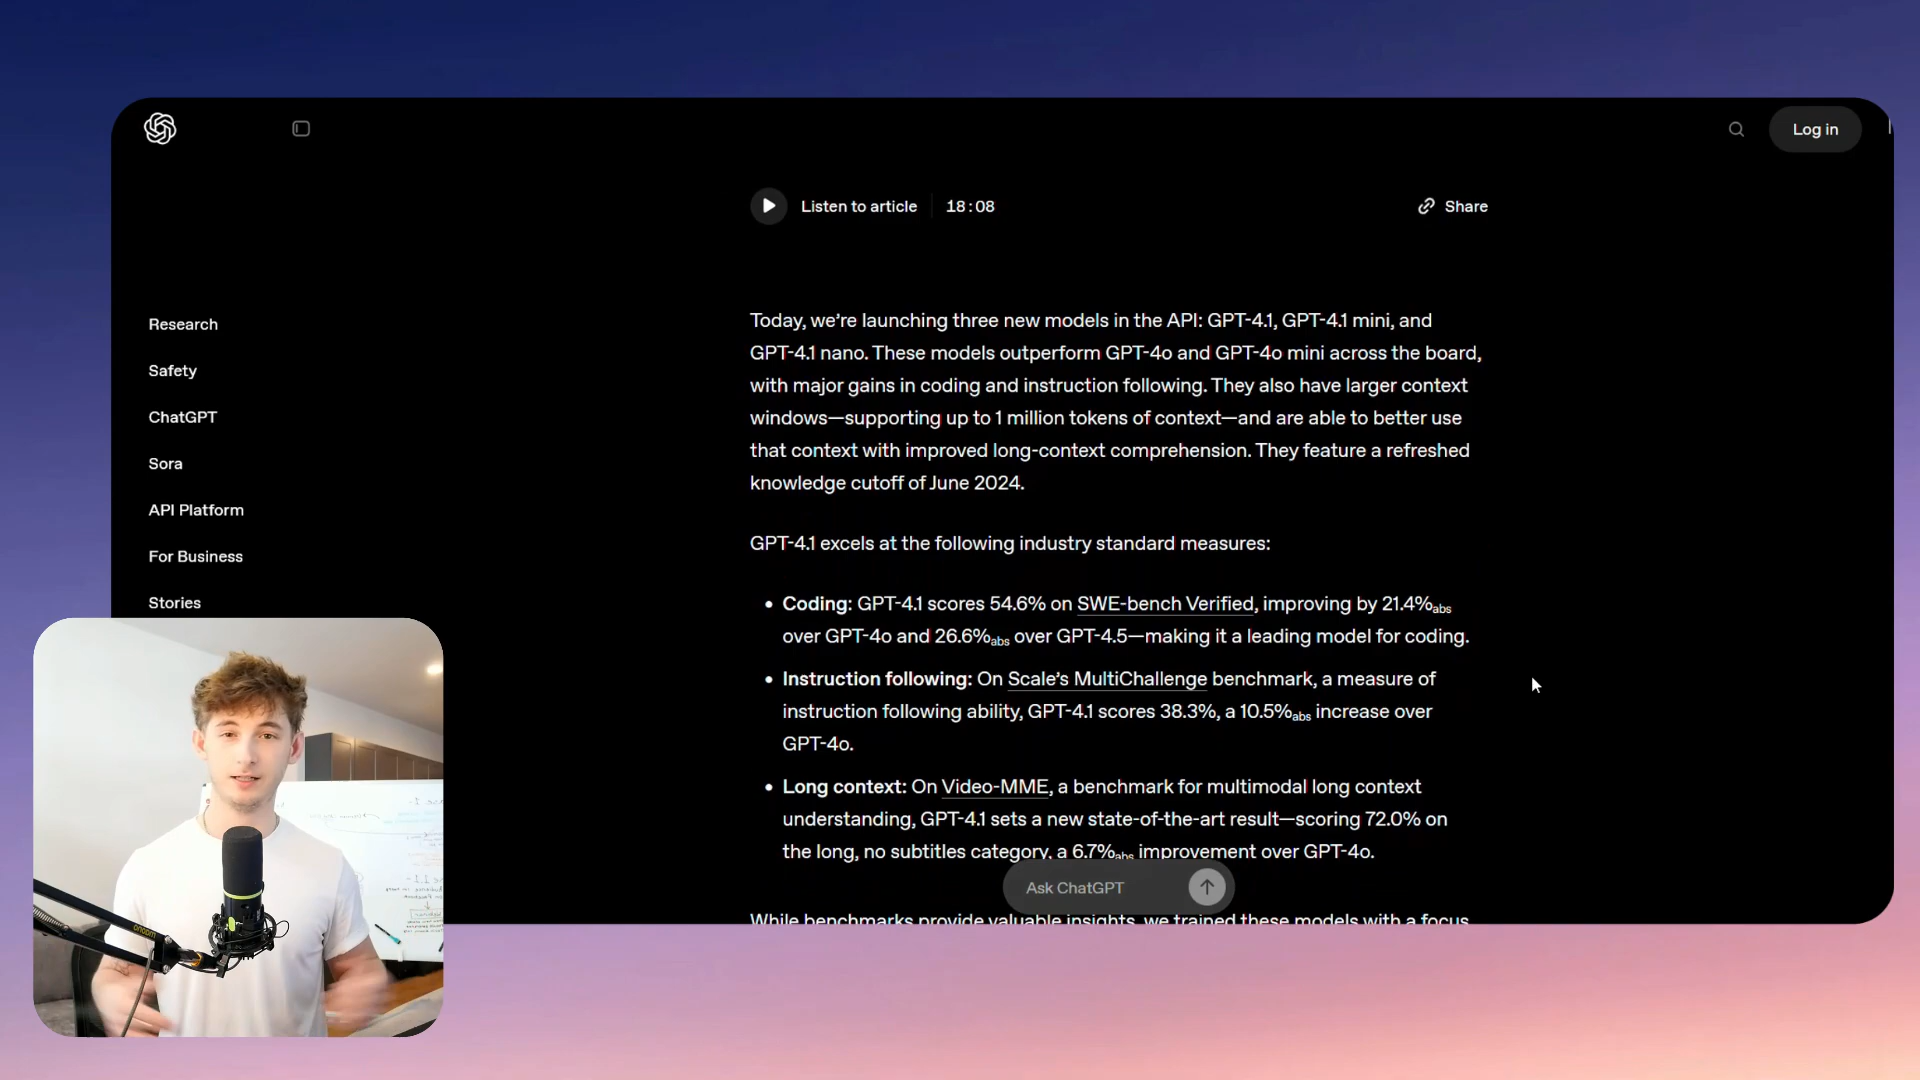 Log in
Listen to article
18:08
Share
Research
Safety
ChatGPT
Sora
API Platform
For Business
Stories
Today, we’re launching three new models in the API: GPT-4.1, GPT-4.1 mini, and
GPT-4.1 nano. These models outperform GPT-4o and GPT-4o mini across the board,
with major gains in coding and instruction following. They also have larger context
windows—supporting up to 1 million tokens of context—and are able to better use
that context with improved long-context comprehension. They feature a refreshed
knowledge cutoff of June 2024.
GPT-4.1 excels at the following industry standard measures:
• Coding: GPT-4.1 scores 54.6% on SWE-bench Verified, improving by 21.4%abs
over GPT-4o and 26.6%abs over GPT-4.5—making it a leading model for coding.
• Instruction following: On Scale’s MultiChallenge benchmark, a measure of
instruction following ability, GPT-4.1 scores 38.3%, a 10.5%abs increase over
GPT-4o.
• Long context: On Video-MME, a benchmark for multimodal long context
understanding, GPT-4.1 sets a new state-of-the-art result—scoring 72.0% on
the long, no subtitles category, a 6.7%abs improvement over GPT-4o.
Ask ChatGPT
While benchmarks provide valuable insights, we trained these models with a focus